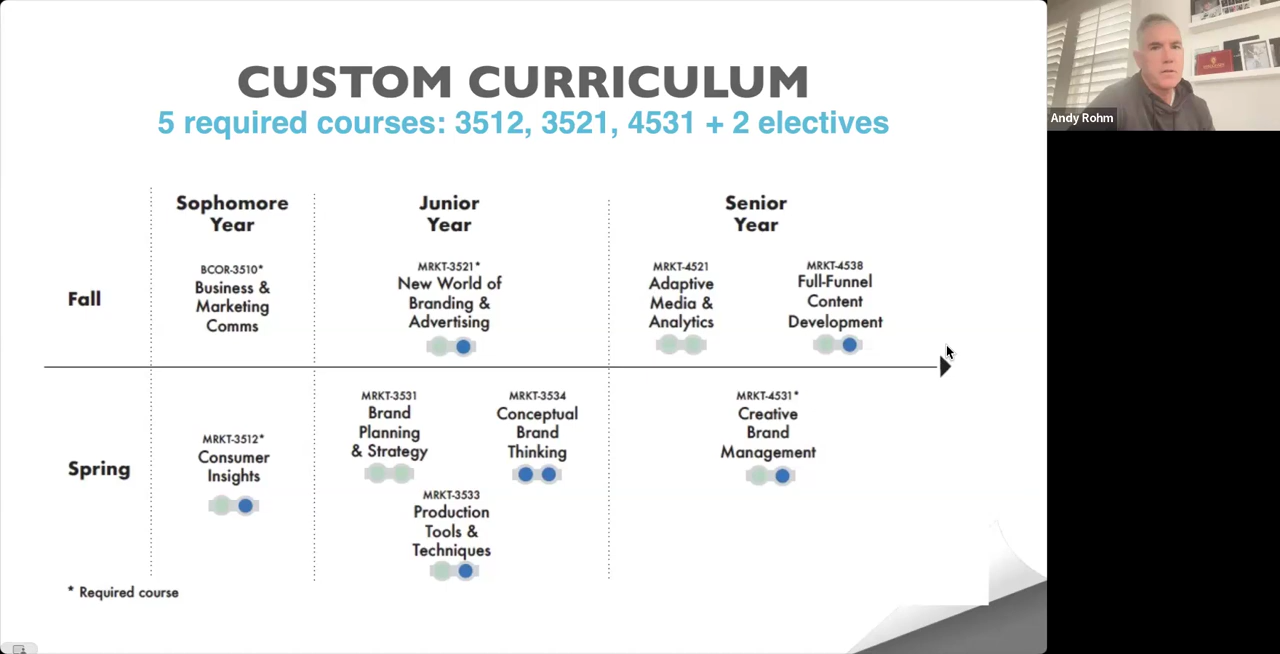 CUSTOM CURRICULUM
5 required courses: 3512, 3521, 4531 + 2 electives
Andy Rohm
Sophomore
Year
Junior
Year
Senior
Year
Fall
BCOR-3510*
Business &
Marketing
Comms
MRKT-3521*
New World of
Branding &
Advertising
MRKT-4521
Adaptive
Media &
Analytics
MRKT-4538
Full-Funnel
Content
Development
Spring
MRKT-3512*
Consumer
Insights
MRKT-3531
Brand
Planning
& Strategy
MRKT-3534
Conceptual
Brand
Thinking
MRKT-3533
Production
Tools &
Techniques
MRKT-4531*
Creative
Brand
Management
* Required course